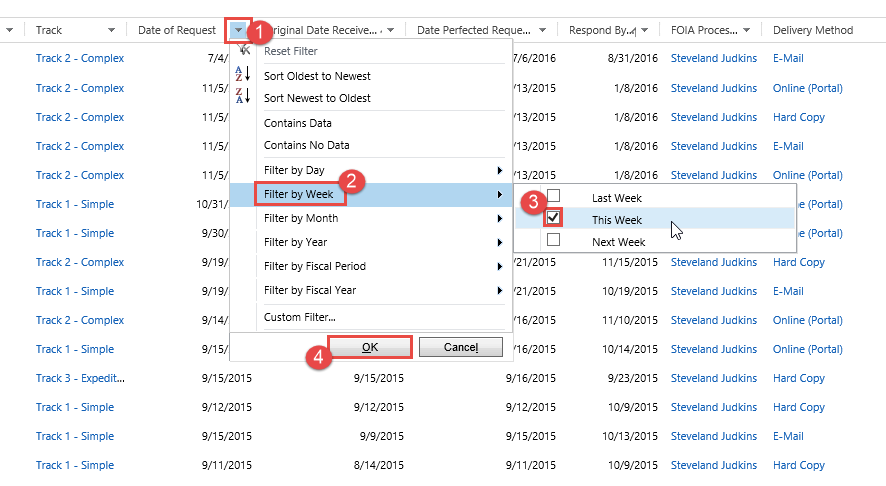 Track Date of Request 1 riginal Date Receive... Date Perfected Reque... Respond By... FOIA Proces... Delivery Method
Track 2 - Complex 7/4/ 7/6/2016 8/31/2016 Steveland Judkins E-Mail
Reset Filter
Track 2 - Complex 11/5/ /13/2015 1/8/2016 Steveland Judkins Online (Portal)
A Z Sort Oldest to Newest
Z A Sort Newest to Oldest
Track 2 - Complex 11/5/ /13/2015 1/8/2016 Steveland Judkins Hard Copy
Contains Data
Track 2 - Complex 11/5/ /13/2015 1/8/2016 Steveland Judkins E-Mail
Contains No Data
Track 2 - Complex 11/5/ /13/2015 1/8/2016 Steveland Judkins Online (Portal)
Filter by Day
2
Filter by Week
Track 1 - Simple 10/31/ 3 Last Week ne (Portal)
Filter by Month This Week
Track 1 - Simple 9/30/ ne (Portal)
Filter by Year Next Week
Track 2 - Complex 9/19/ /21/2015 11/15/2015 Steveland Judkins Hard Copy
Filter by Fiscal Period
Track 1 - Simple 9/19/ /21/2015 10/19/2015 Steveland Judkins E-Mail
Filter by Fiscal Year
Track 2 - Complex 9/14/ /16/2015 11/10/2015 Steveland Judkins Online (Portal)
Custom Filter...
Track 1 - Simple 9/15/ /16/2015 10/14/2015 Steveland Judkins Online (Portal)
4 OK Cancel
Track 3 - Expedit... 9/15/2015 9/15/2015 9/16/2015 9/23/2015 Steveland Judkins Hard Copy
Track 1 - Simple 9/12/2015 9/12/2015 9/12/2015 10/9/2015 Steveland Judkins Hard Copy
Track 1 - Simple 9/15/2015 9/9/2015 9/15/2015 10/13/2015 Steveland Judkins E-Mail
Track 1 - Simple 9/11/2015 8/14/2015 9/11/2015 10/9/2015 Steveland Judkins Hard Copy